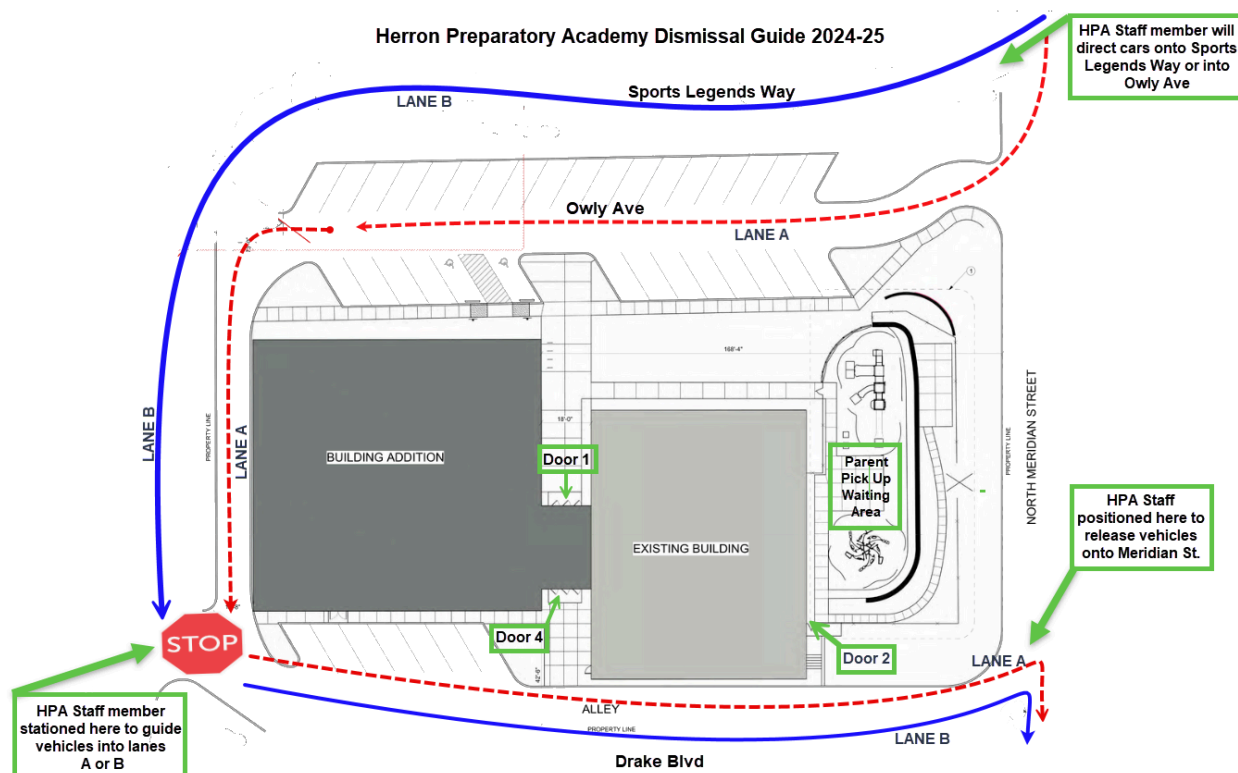 Herron Preparatory Academy Dismissal Guide 2024-25
HPA Staff member will
direct cars onto Sports
Legends Way or into
Owly Ave
Sports Legends Way
LANE B
Owly Ave
LANE A
LANE B
PROPERTY LINE
LANE A
168'-4"
19'-0"
BUILDING ADDITION
Door 1
Parent
Pick Up
Waiting
Area
PROPERTY LINE
NORTH MERIDIAN STREET
HPA Staff
positioned here to
release vehicles
onto Meridian St.
EXISTING BUILDING
STOP
Door 4
Door 2
LANE A
HPA Staff member
stationed here to guide
vehicles into lanes
A or B
ALLEY
PROPERTY LINE
LANE B
Drake Blvd